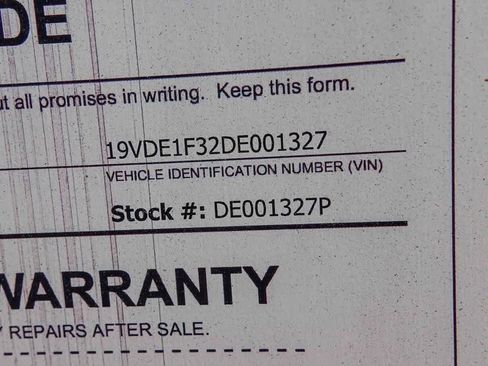 DE
ut all promises in writing. Keep this form.
19VDE1F32DE001327
VEHICLE IDENTIFICATION NUMBER (VIN)
Stock #: DE001327P
WARRANTY
REPAIRS AFTER SALE.